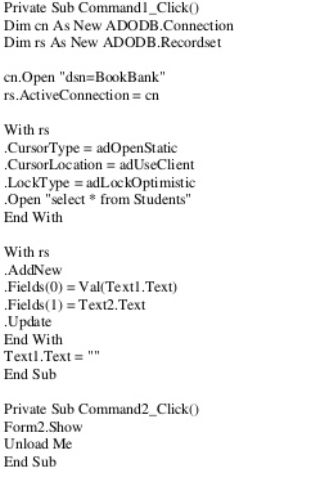 Private Sub Command1_Click()
Dim cn As New ADODB.Connection
Dim rs As New ADODB.Recordset
cn.Open "dsn=BookBank"
rs.ActiveConnection = cn
With rs
.CursorType = adOpenStatic
.CursorLocation = adUseClient
.LockType = adLockOptimistic
.Open "select * from Students"
End With
With rs
.AddNew
.Fields(0) = Val(Text1.Text)
.Fields(1) = Text2.Text
.Update
End With
Text1.Text = ""
End Sub
Private Sub Command2_Click()
Form2.Show
Unload Me
End Sub